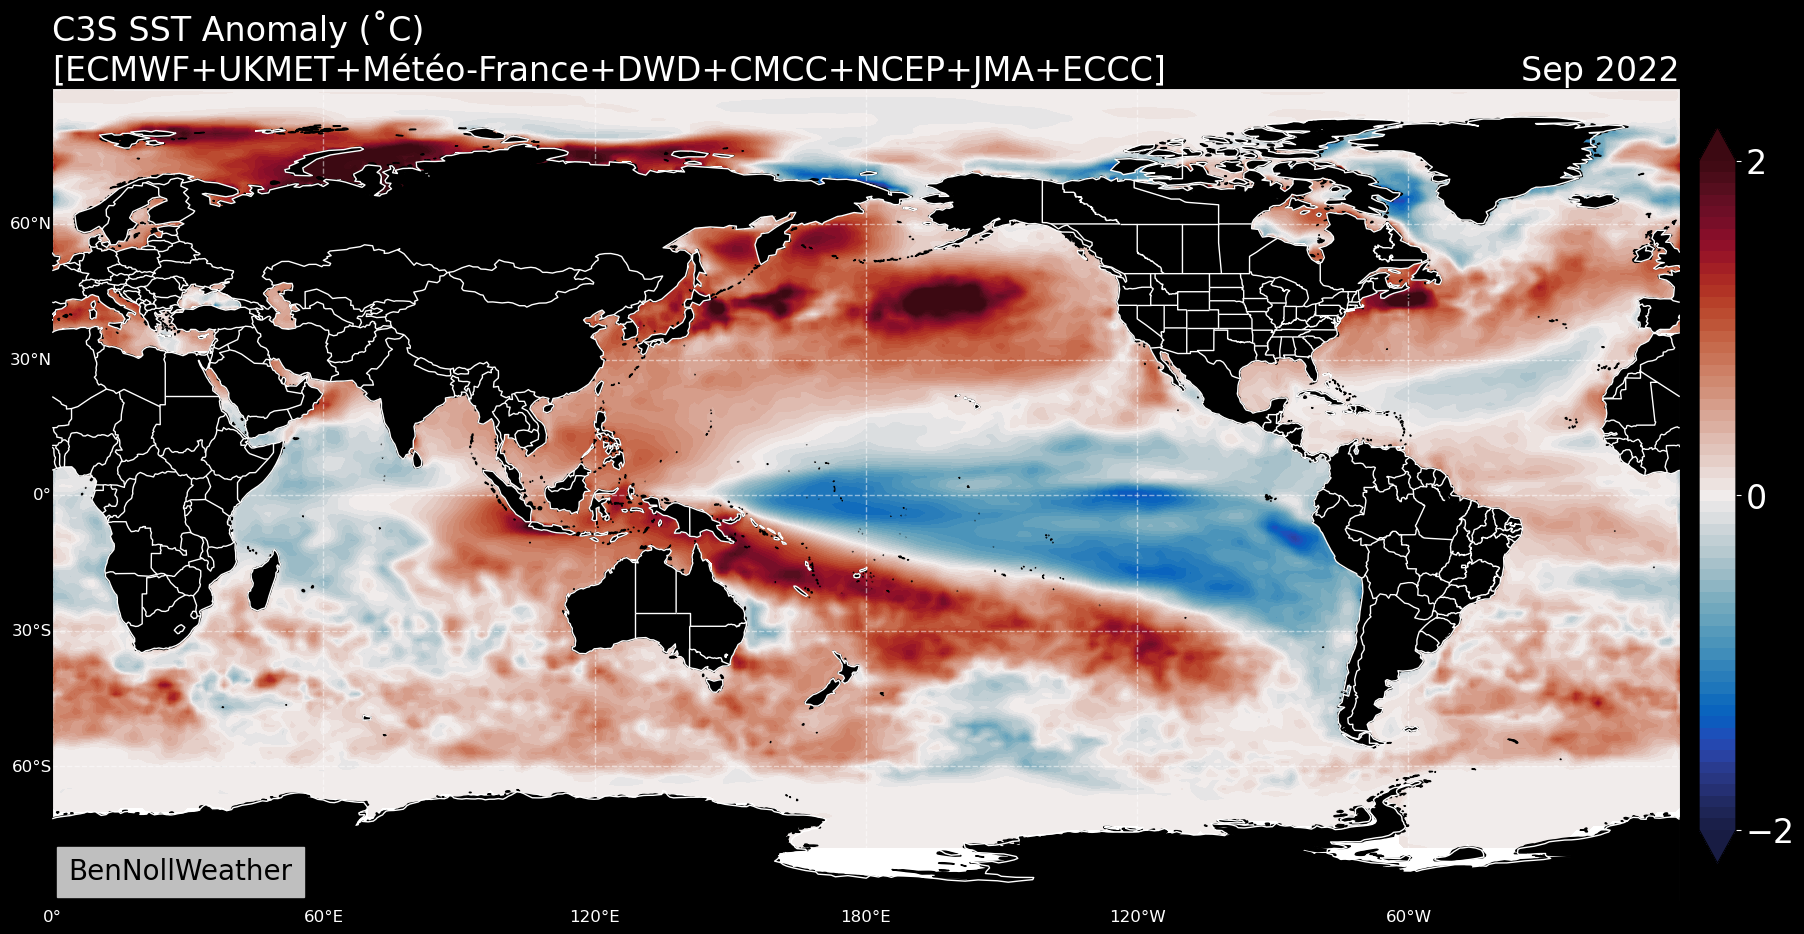 C3S SST Anomaly (˚C)
[ECMWF+UKMET+Météo-France+DWD+CMCC+NCEP+JMA+ECCC]
Sep 2022
60°N
30°N
0°
30°S
60°S
2
0
−2
BenNollWeather
0°
60°E
120°E
180°E
120°W
60°W